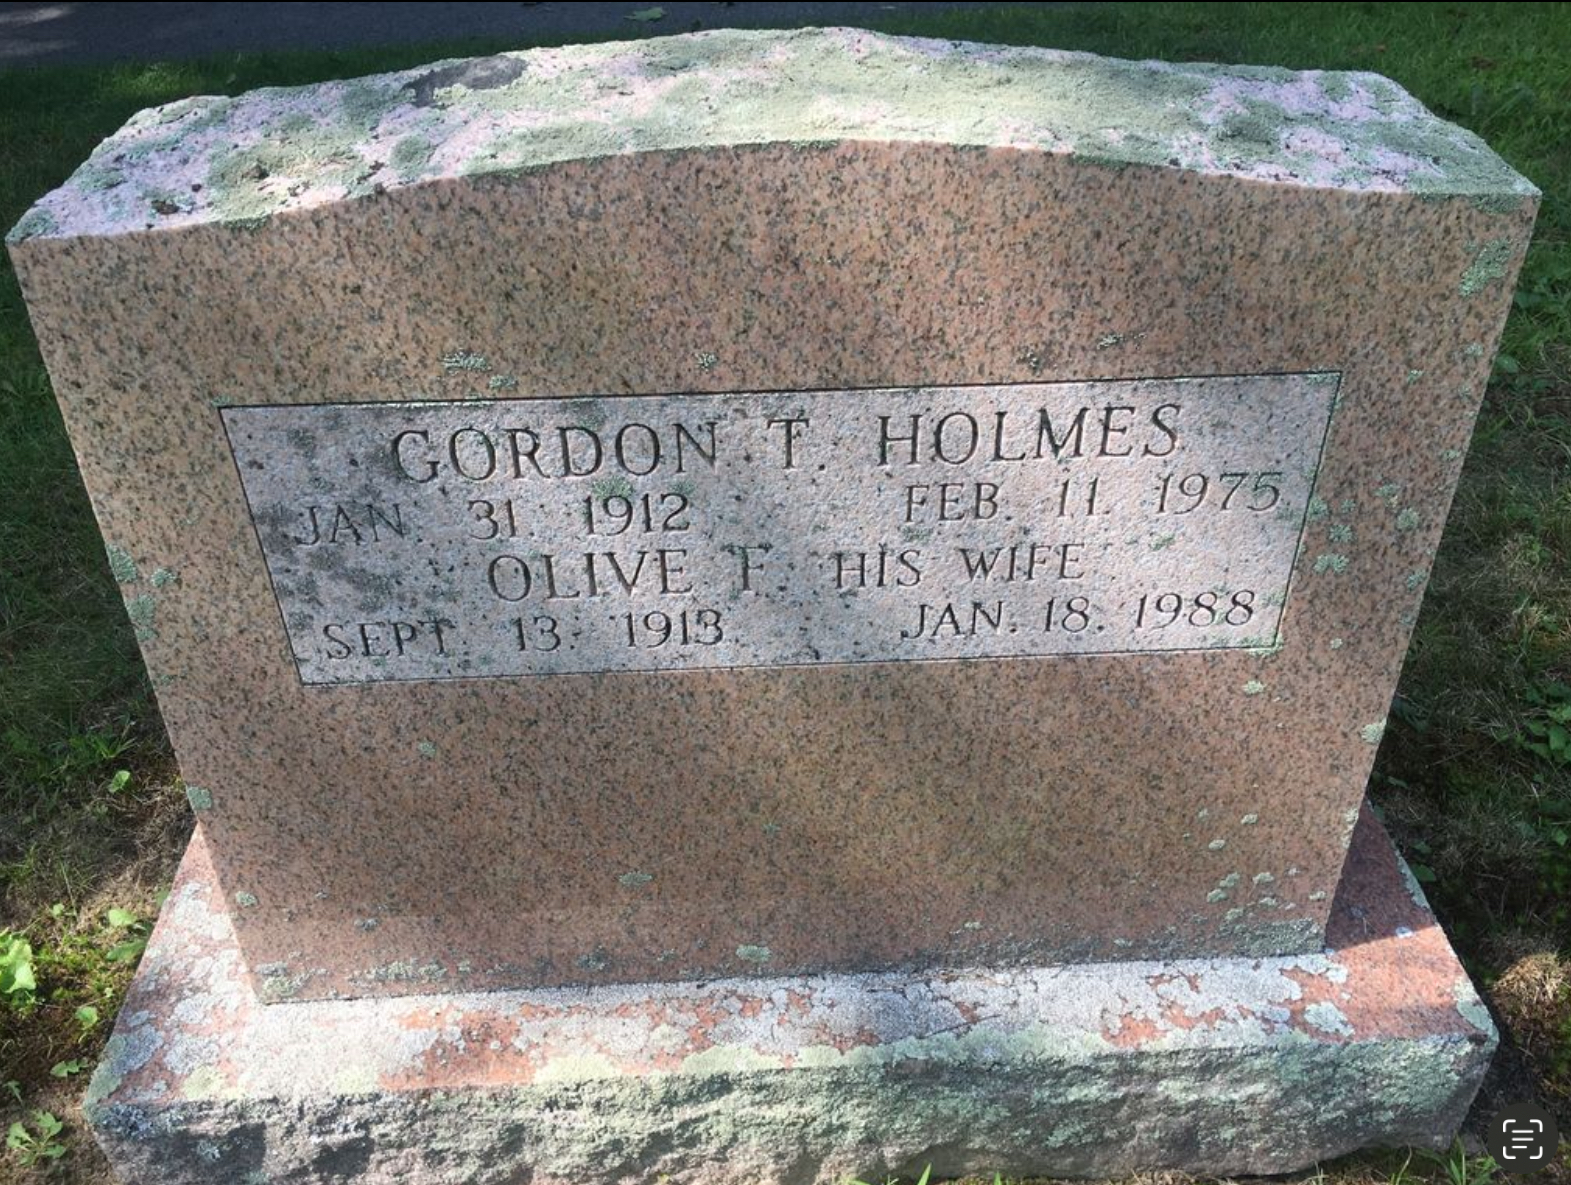 GORDON T. HOLMES
JAN. 31. 1912 FEB. 11. 1975
OLIVE F. HIS WIFE
SEPT. 13. 1913 JAN. 18. 1988